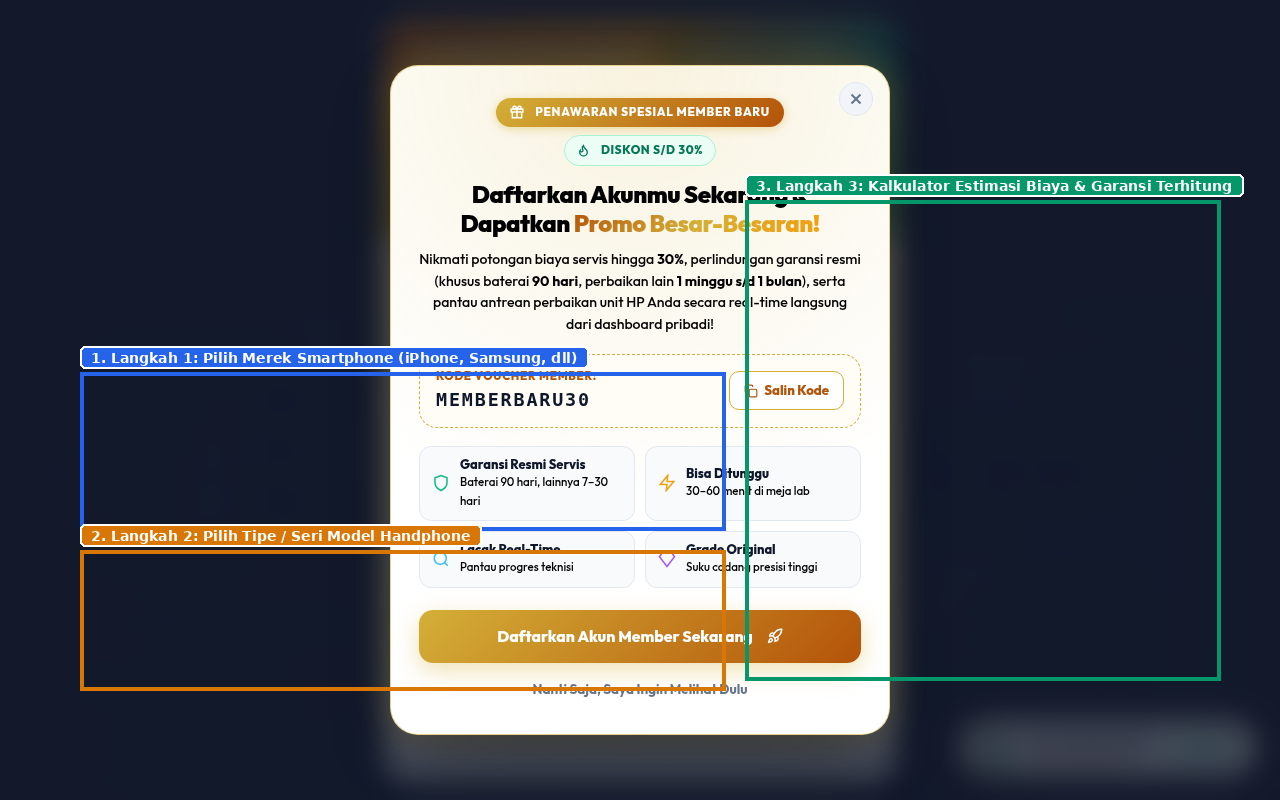 PENAWARAN SPESIAL MEMBER BARU
DISKON S/D 30%
Daftarkan Akunmu Sekarang &
Dapatkan Promo Besar-Besaran!
3. Langkah 3: Kalkulator Estimasi Biaya & Garansi Terhitung
Nikmati potongan biaya servis hingga 30%, perlindungan garansi resmi
(khusus baterai 90 hari, perbaikan lain 1 minggu s/d 1 bulan), serta
pantau antrean perbaikan unit HP Anda secara real-time langsung
dari dashboard pribadi!
1. Langkah 1: Pilih Merek Smartphone (iPhone, Samsung, dll)
KODE VOUCHER MEMBER:
MEMBERBARU30
Salin Kode
Garansi Resmi Servis
Baterai 90 hari, lainnya 7–30
hari
Bisa Ditunggu
30–60 menit di meja lab
2. Langkah 2: Pilih Tipe / Seri Model Handphone
Lacak Real-Time
Pantau progres teknisi
Grade Original
Suku cadang presisi tinggi
Daftarkan Akun Member Sekarang
Nanti Saja, Saya Ingin Melihat Dulu